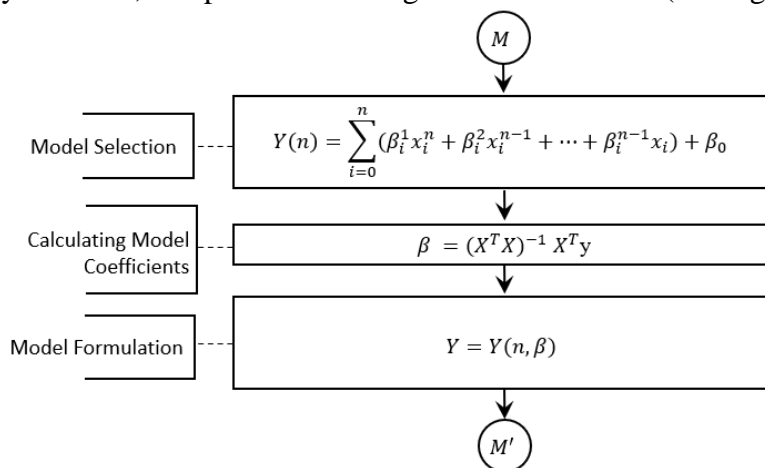 M
Model Selection
Y(n) = \sum_{i=0}^{n} (β_i^1 x_i^n + β_i^2 x_i^{n-1} + ⋯ + β_i^{n-1} x_i) + β_0
Calculating Model
Coefficients
β = (X^T X)^{-1} X^T y
Model Formulation
Y = Y(n, β)
M'